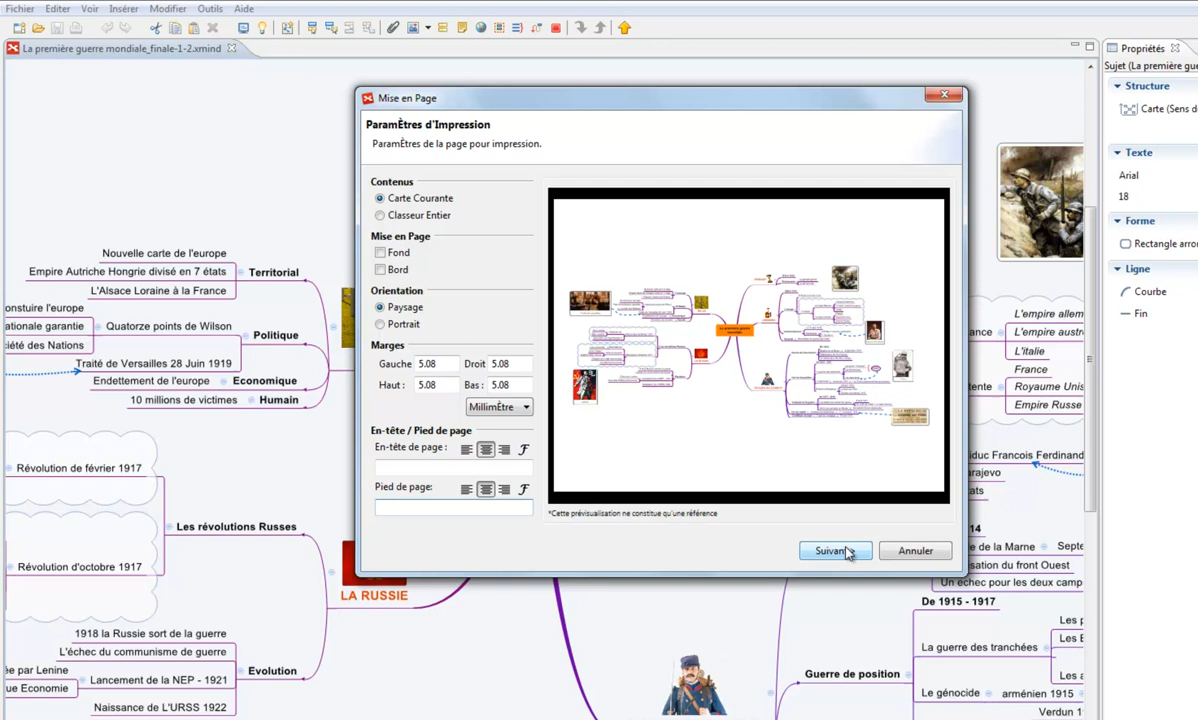 Fichier Editer Voir Insérer Modifier Outils Aide
La première guerre mondiale_finale-1-2.xmind
Propriétés
Sujet (La première gue
Structure
Carte (Sens d
Texte
Arial
18
Forme
Rectangle arro
Ligne
Courbe
Fin
Mise en Page
ParamÈtres d'Impression
ParamÈtres de la page pour impression.
Contenus
Carte Courante
Classeur Entier
Mise en Page
Fond
Bord
Orientation
Paysage
Portrait
Marges
Gauche 5.08 Droit 5.08
Haut : 5.08 Bas : 5.08
MillimÈtre
En-tête / Pied de page
En-tête de page :
Pied de page:
*Cette prévisualisation ne constitue qu'une référence
Suivant
Annuler
Nouvelle carte de l'europe
Empire Autriche Hongrie divisé en 7 états
L'Alsace Loraine à la France
Territorial
onstruire l'europe
ationale garantie
ciété des Nations
Quatorze points de Wilson
Traité de Versailles 28 Juin 1919
Politique
Endettement de l'europe
Economique
10 millions de victimes
Humain
Révolution de février 1917
Révolution d'octobre 1917
Les révolutions Russes
LA RUSSIE
1918 la Russie sort de la guerre
L'échec du communisme de guerre
ée par Lenine
ue Economie
Lancement de la NEP - 1921
Naissance de L'URSS 1922
Evolution
L'empire allem
L'empire austr
L'italie
ance
France
Royaume Unis
Empire Russe
tente
iduc Francois Ferdinand
arajevo
ats
14
e de la Marne
Septe
sation du front Ouest
Un échec pour les deux camp
De 1915 - 1917
Les p
Les E
La guerre des tranchées
Les a
Guerre de position
Le génocide
arménien 1915
Verdun 1